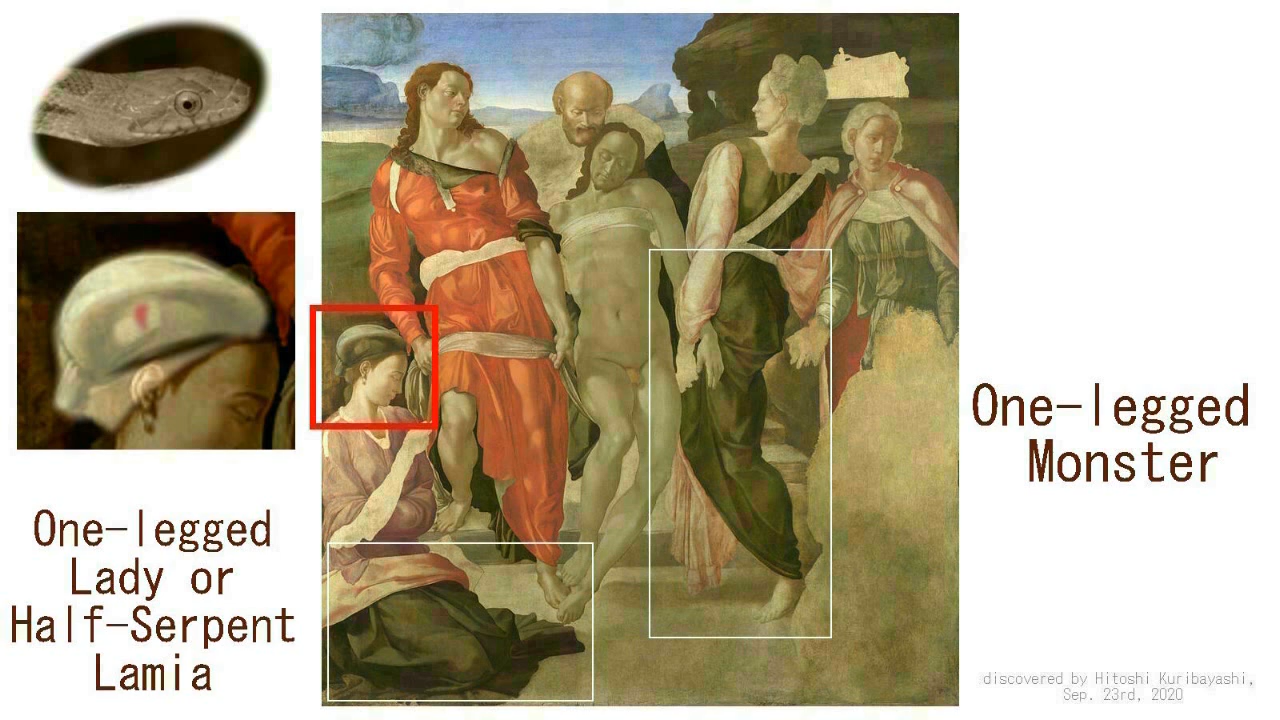 One-legged
Lady or
Half-Serpent
Lamia
One-legged
Monster
discovered by Hitoshi Kuribayashi,
Sep. 23rd, 2020